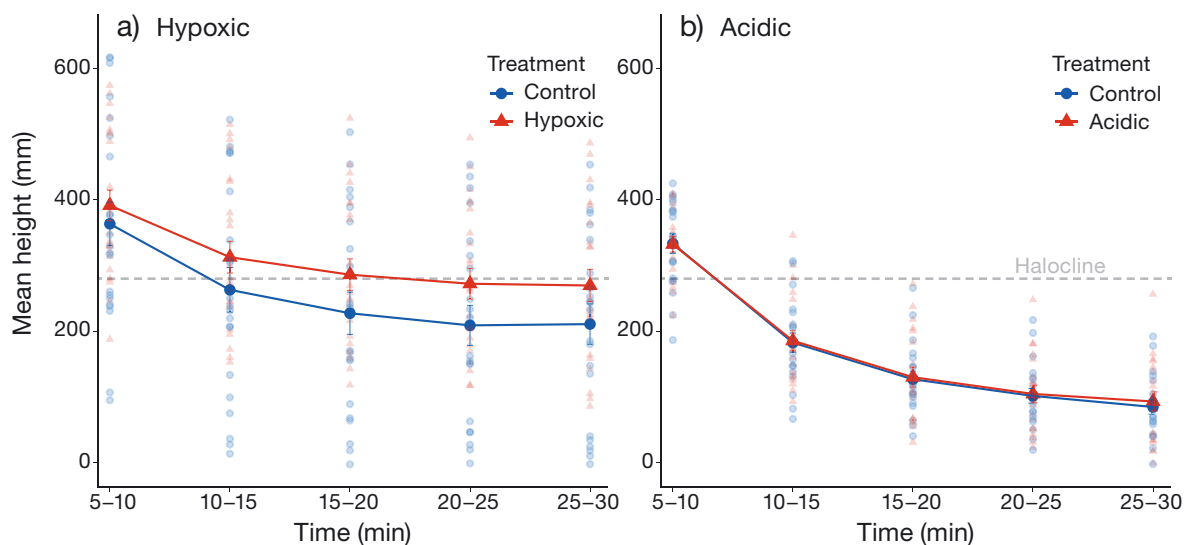 a) Hypoxic
Treatment
Control
Hypoxic
b) Acidic
Treatment
Control
Acidic
Halocline
Mean height (mm)
600
400
200
0
5–10 10–15 15–20 20–25 25–30
Time (min)
600
400
200
0
5–10 10–15 15–20 20–25 25–30
Time (min)